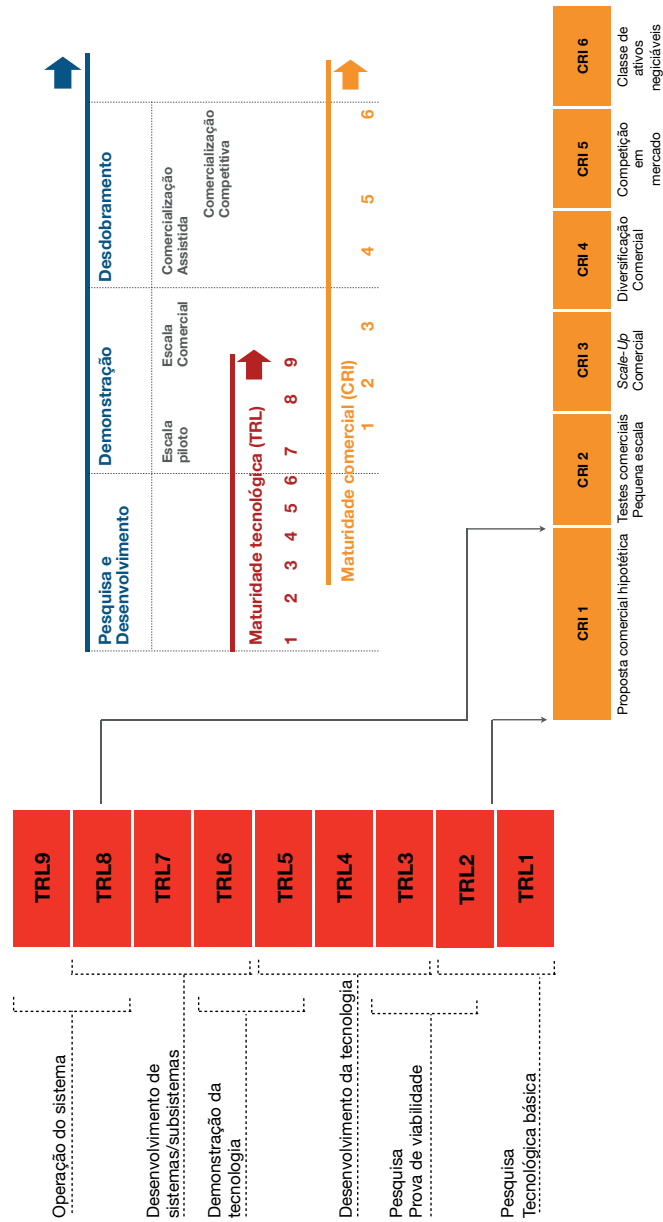 Operação do sistema
Desenvolvimento de
sistemas/subsistemas
Demonstração da
tecnologia
Desenvolvimento da tecnologia
Pesquisa
Prova de viabilidade
Pesquisa
Tecnológica básica
TRL9
TRL8
TRL7
TRL6
TRL5
TRL4
TRL3
TRL2
TRL1
Pesquisa e
Desenvolvimento
Demonstração
Desdobramento
Escala
piloto
Escala
Comercial
Comercialização
Assistida
Comercialização
Competitiva
Maturidade tecnológica (TRL)
1 2 3 4 5 6 7 8 9
Maturidade comercial (CRI)
1 2 3 4 5 6
CRI 1
Proposta comercial hipotética
CRI 2
Testes comerciais
Pequena escala
CRI 3
Scale-Up
Comercial
CRI 4
Diversificação
Comercial
CRI 5
Competição
em
mercado
CRI 6
Classe de
ativos
negiciáveis